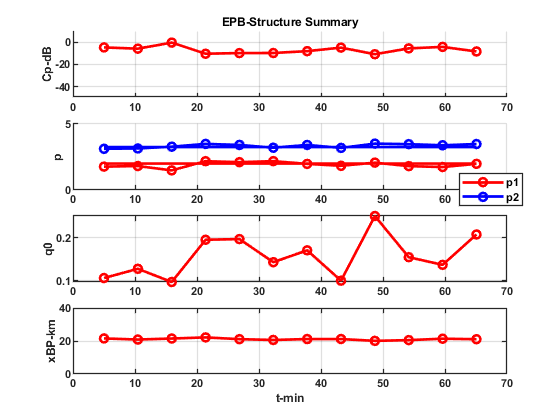 EPB-Structure Summary
Cp-dB
0
-20
-40
0 10 20 30 40 50 60 70
p
5
0
0 10 20 30 40 50 60 70
p1
p2
q0
0.2
0.1
0 10 20 30 40 50 60 70
xBP-km
40
20
0
0 10 20 30 40 50 60 70
t-min